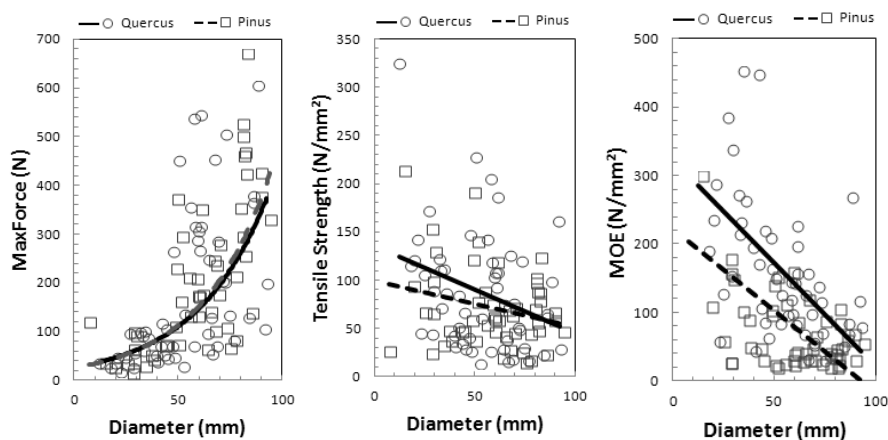 Quercus Pinus
700
600
500
400
300
200
100
0
MaxForce (N)
0 50 100
Diameter (mm)
Quercus Pinus
350
300
250
200
150
100
50
0
Tensile Strength (N/mm²)
0 50 100
Diameter (mm)
Quercus Pinus
500
400
300
200
100
0
MOE (N/mm²)
0 50 100
Diameter (mm)